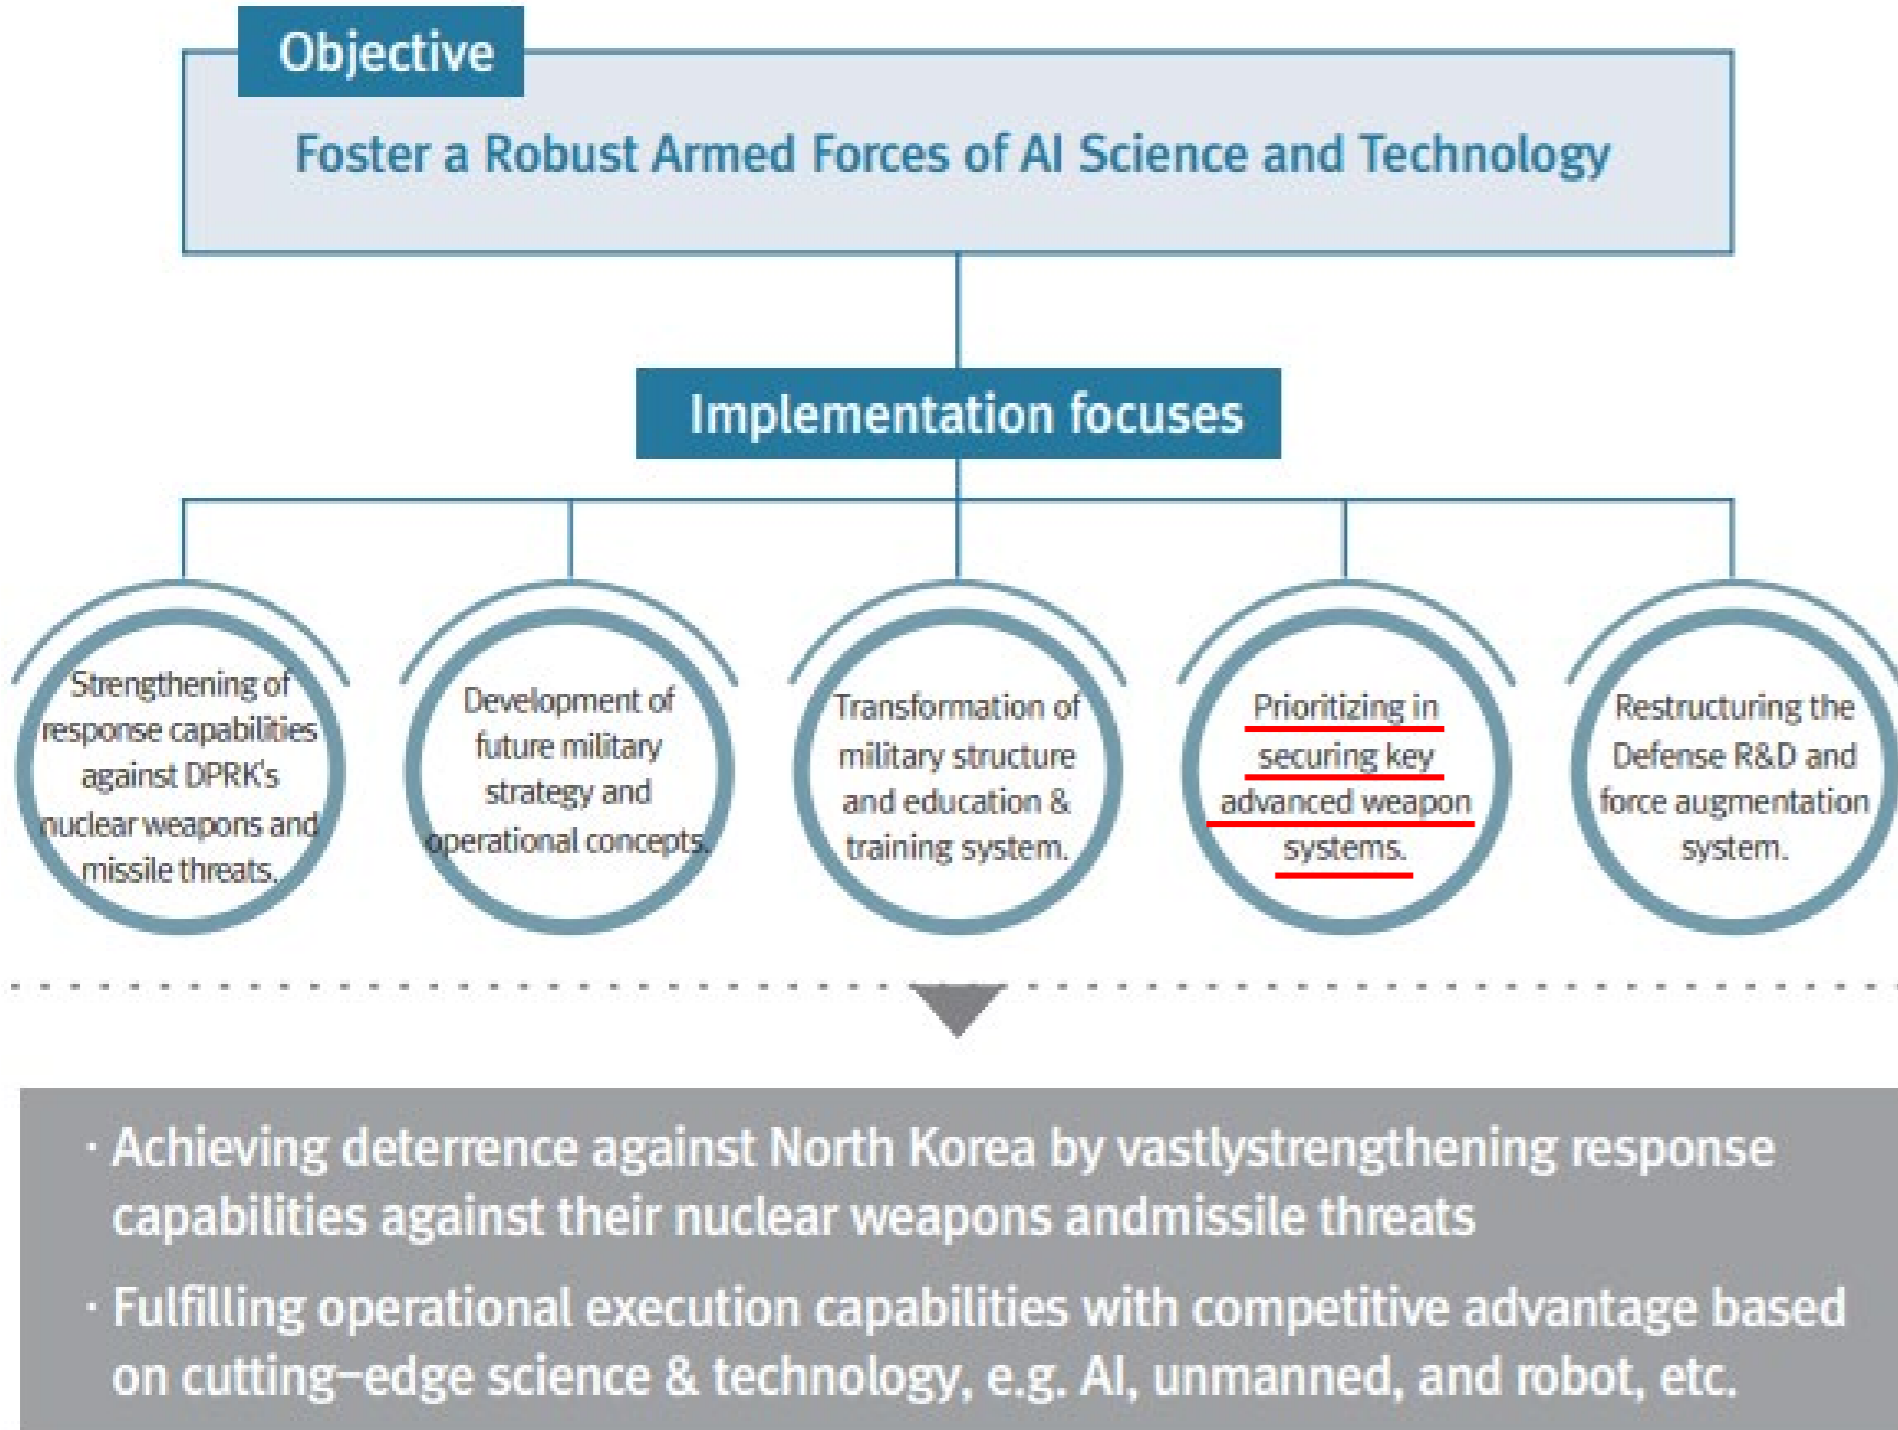 Objective
Foster a Robust Armed Forces of AI Science and Technology
Implementation focuses
Strengthening of
response capabilities
against DPRK's
nuclear weapons and
missile threats.
Development of
future military
strategy and
operational concepts.
Transformation of
military structure
and education &
training system.
Prioritizing in
securing key
advanced weapon
systems.
Restructuring the
Defense R&D and
force augmentation
system.
· Achieving deterrence against North Korea by vastlystrengthening response
capabilities against their nuclear weapons andmissile threats
· Fulfilling operational execution capabilities with competitive advantage based
on cutting-edge science & technology, e.g. AI, unmanned, and robot, etc.